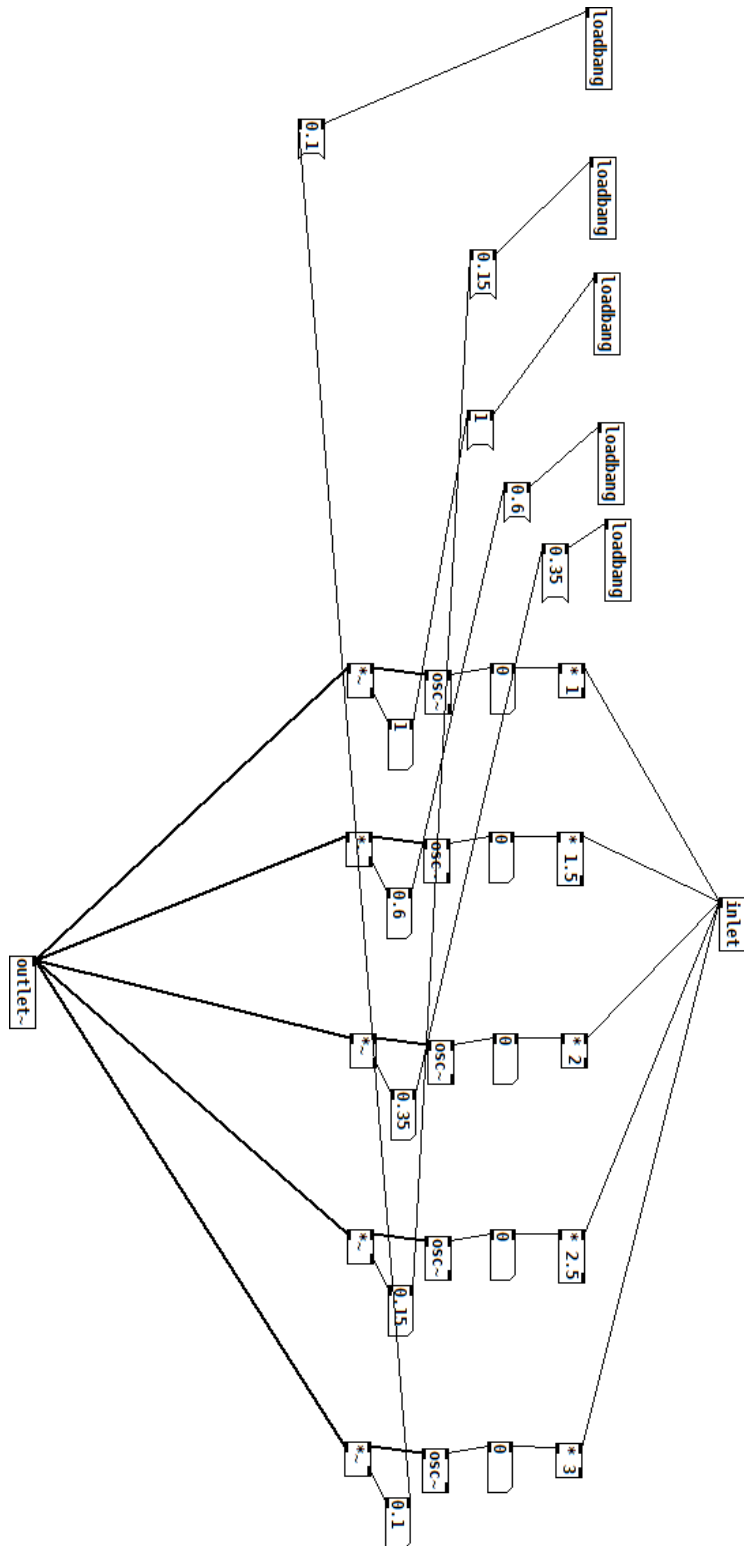 inlet
loadbang
loadbang
loadbang
loadbang
loadbang
* 1
* 1.5
* 2
* 2.5
* 3
0.35
0.6
0
0
0
0
0
0.15
1
osc~
osc~
osc~
osc~
osc~
1
0.6
0.35
0.15
0.1
*~
*~
*~
*~
*~
0.1
outlet~